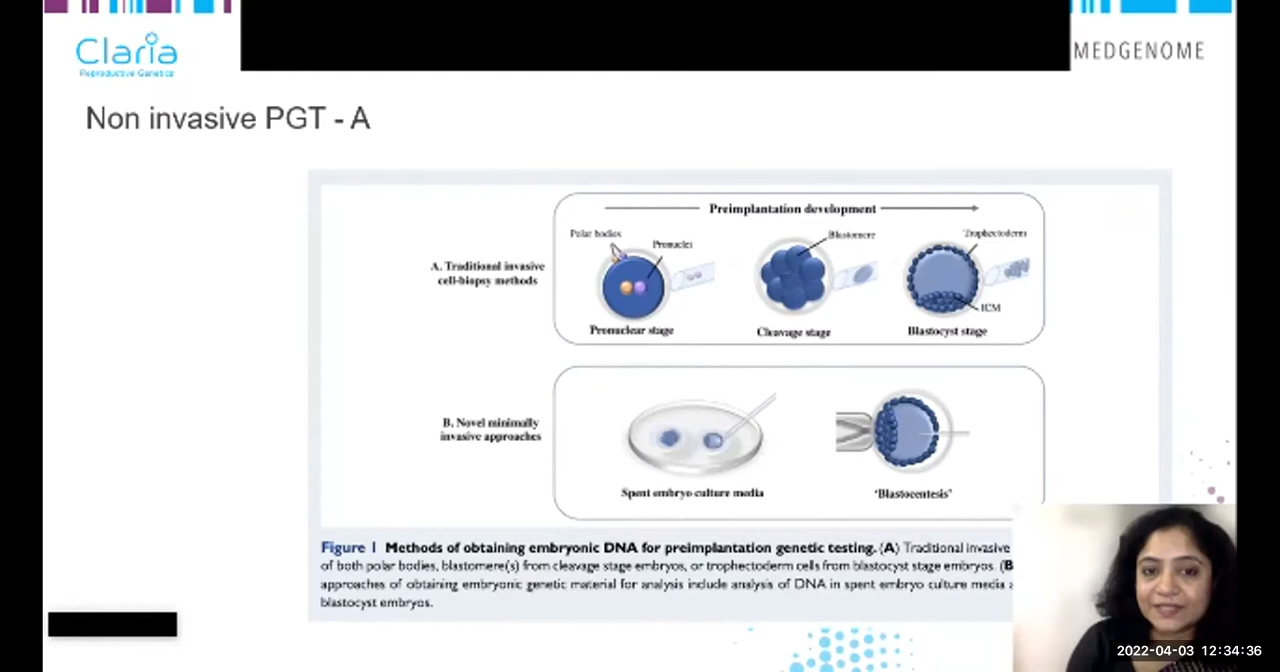 Claria
Reproductive Genetics
MEDGENOME
Non invasive PGT - A
Preimplantation development
Polar bodies
Pronuclei
Blastomere
Trophectoderm
A. Traditional invasive
cell-biopsy methods
ICM
Pronuclear stage
Cleavage stage
Blastocyst stage
B. Novel minimally
invasive approaches
Spent embryo culture media
'Blastocentesis'
Figure 1 Methods of obtaining embryonic DNA for preimplantation genetic testing. (A) Traditional invasive
of both polar bodies, blastomere(s) from cleavage stage embryos, or trophectoderm cells from blastocyst stage embryos. (B
approaches of obtaining embryonic genetic material for analysis include analysis of DNA in spent embryo culture media
blastocyst embryos.
2022-04-03 12:34:36